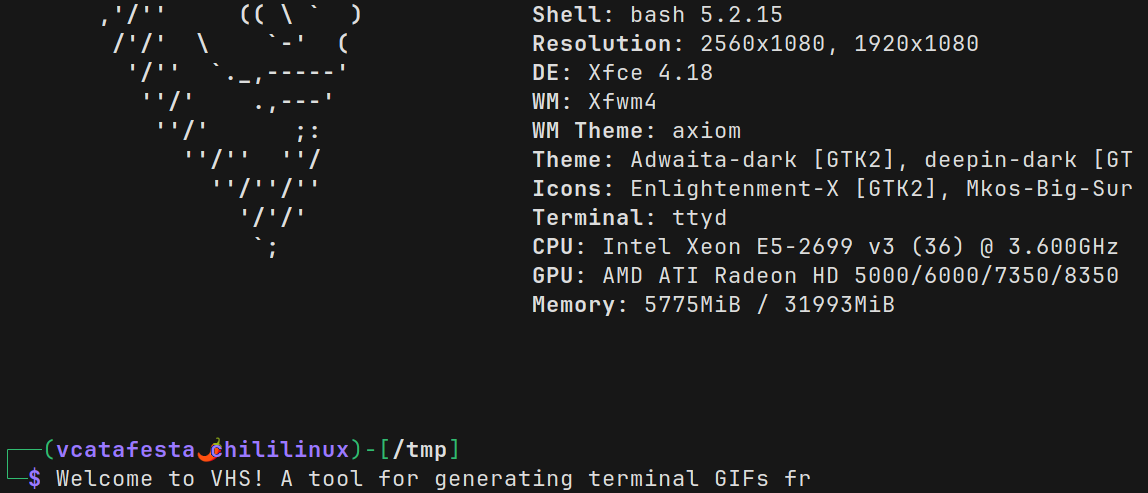 Shell: bash 5.2.15
Resolution: 2560x1080, 1920x1080
DE: Xfce 4.18
WM: Xfwm4
WM Theme: axiom
Theme: Adwaita-dark [GTK2], deepin-dark [GT
Icons: Enlightenment-X [GTK2], Mkos-Big-Sur
Terminal: ttyd
CPU: Intel Xeon E5-2699 v3 (36) @ 3.600GHz
GPU: AMD ATI Radeon HD 5000/6000/7350/8350
Memory: 5775MiB / 31993MiB
┌──(vcatafesta🌶chililinux)-[/tmp]
└─$ Welcome to VHS! A tool for generating terminal GIFs fr